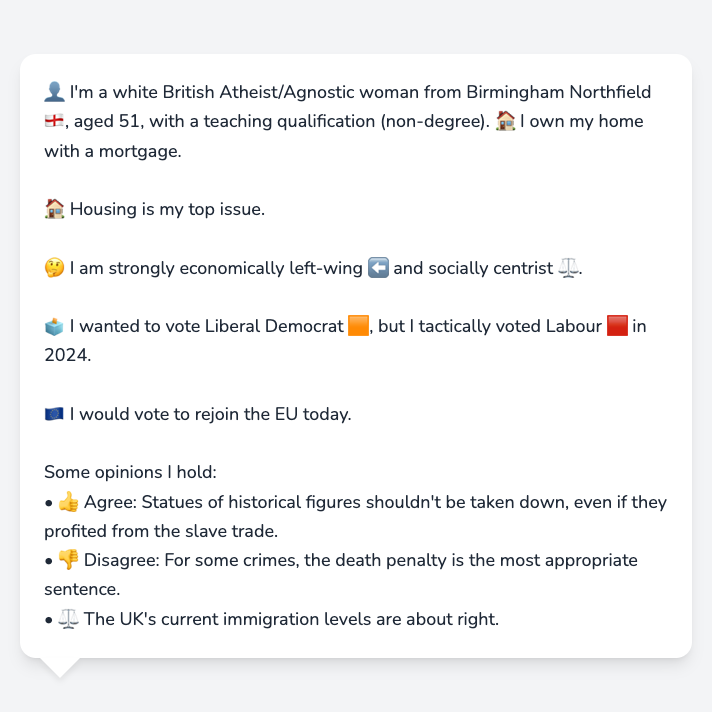 👤 I'm a white British Atheist/Agnostic woman from Birmingham Northfield
🏴󠁧󠁢󠁥󠁮󠁧󠁿, aged 51, with a teaching qualification (non-degree). 🏠 I own my home
with a mortgage.
🏠 Housing is my top issue.
🤔 I am strongly economically left-wing ⬅️ and socially centrist ⚖️.
🗳️ I wanted to vote Liberal Democrat 🟧, but I tactically voted Labour 🟥 in
2024.
🇪🇺 I would vote to rejoin the EU today.
Some opinions I hold:
• 👍 Agree: Statues of historical figures shouldn't be taken down, even if they
profited from the slave trade.
• 👎 Disagree: For some crimes, the death penalty is the most appropriate
sentence.
• ⚖️ The UK's current immigration levels are about right.